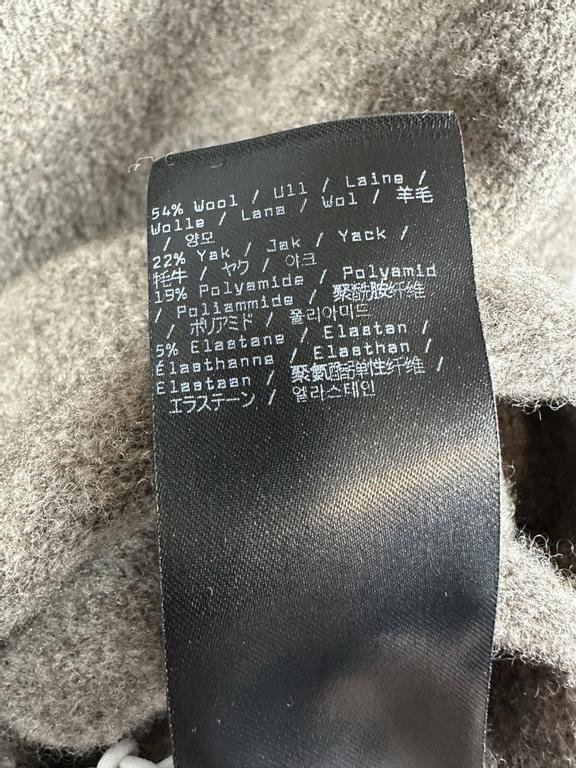 54% Wool / Ull / Laine /
Wolle / Lana / Wol / 羊毛
/ 양모
22% Yak / Jak / Yack /
牦牛 / ヤク / 야크
19% Polyamide / Polyamid
/ Poliammide / 聚酰胺纤维
/ ポリアミド / 폴리아미드
5% Elastane / Elastan /
Élasthanne / Elasthan /
Elastaan / 聚氨酯弹性纤维 /
エラステーン / 엘라스테인